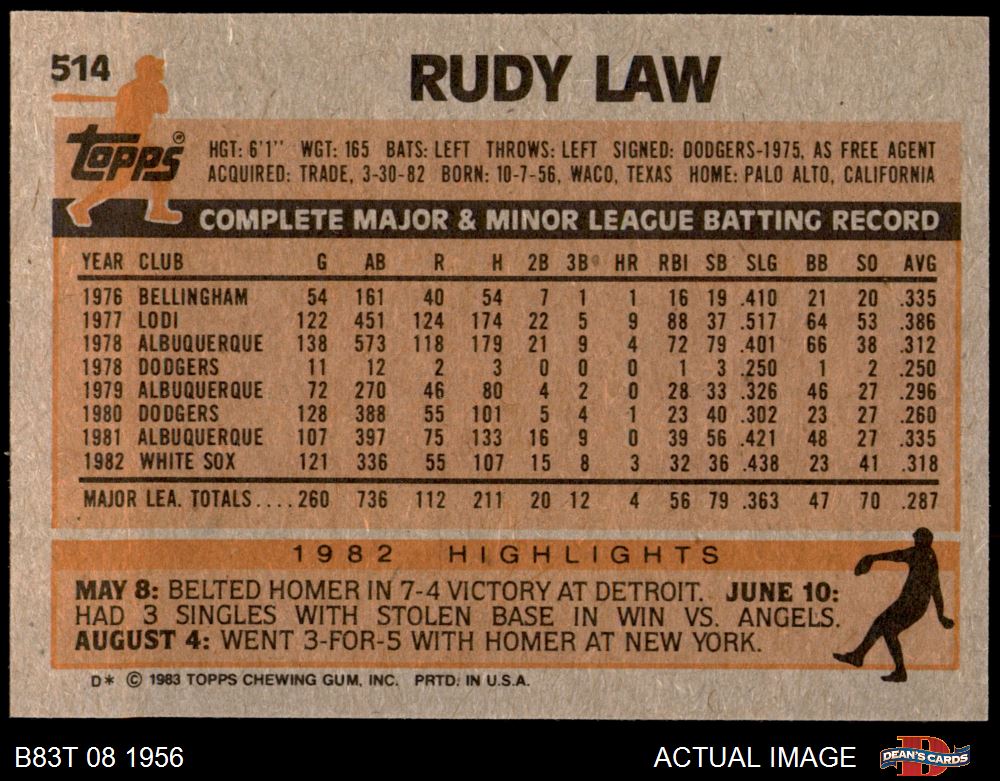 514
RUDY LAW
Topps®
HGT: 6'1'' WGT: 165 BATS: LEFT THROWS: LEFT SIGNED: DODGERS-1975, AS FREE AGENT
ACQUIRED: TRADE, 3-30-82 BORN: 10-7-56, WACO, TEXAS HOME: PALO ALTO, CALIFORNIA
COMPLETE MAJOR & MINOR LEAGUE BATTING RECORD
YEAR CLUB G AB R H 2B 3B HR RBI SB SLG BB SO AVG
1976 BELLINGHAM 54 161 40 54 7 1 1 16 19 .410 21 20 .335
1977 LODI 122 451 124 174 22 5 9 88 37 .517 64 53 .386
1978 ALBUQUERQUE 138 573 118 179 21 9 4 72 79 .401 66 38 .312
1978 DODGERS 11 12 2 3 0 0 0 1 3 .250 1 2 .250
1979 ALBUQUERQUE 72 270 46 80 4 2 0 28 33 .326 46 27 .296
1980 DODGERS 128 388 55 101 5 4 1 23 40 .302 23 27 .260
1981 ALBUQUERQUE 107 397 75 133 16 9 0 39 56 .421 48 27 .335
1982 WHITE SOX 121 336 55 107 15 8 3 32 36 .438 23 41 .318
MAJOR LEA. TOTALS.... 260 736 112 211 20 12 4 56 79 .363 47 70 .287
1982 HIGHLIGHTS
MAY 8: BELTED HOMER IN 7-4 VICTORY AT DETROIT. JUNE 10:
HAD 3 SINGLES WITH STOLEN BASE IN WIN VS. ANGELS.
AUGUST 4: WENT 3-FOR-5 WITH HOMER AT NEW YORK.
D* © 1983 TOPPS CHEWING GUM, INC. PRTD. IN U.S.A.
B83T 08 1956
ACTUAL IMAGE
D
DEAN'S CARDS